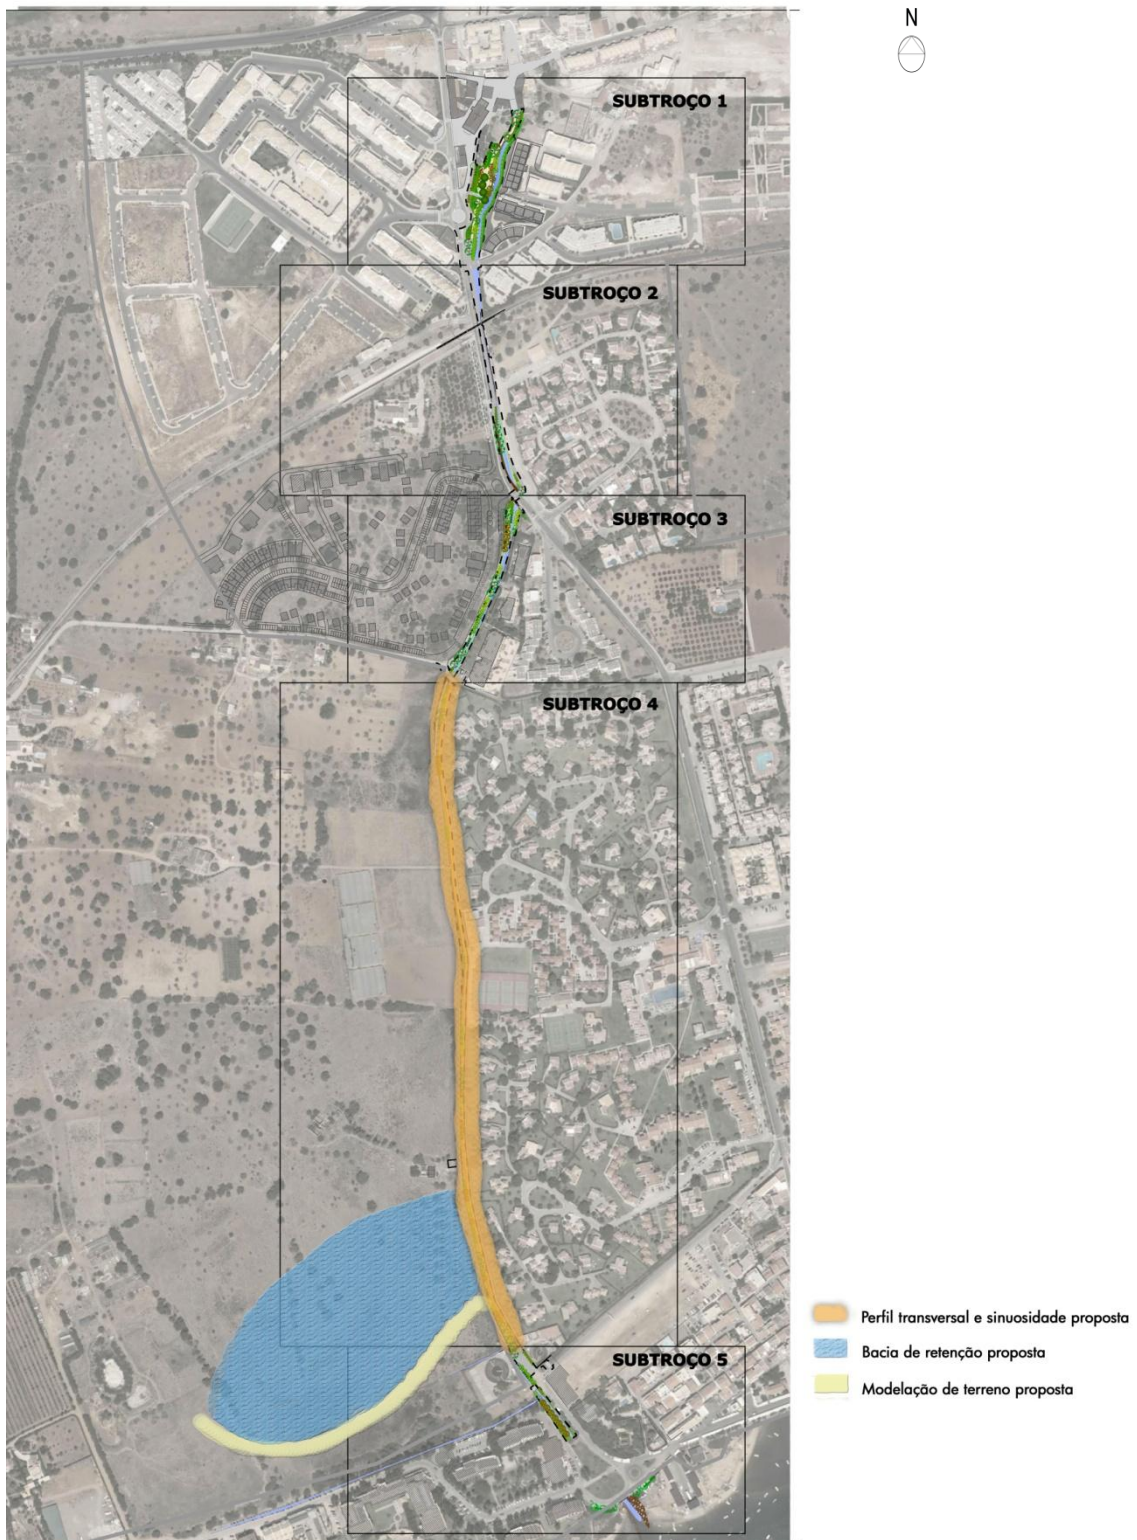 N
SUBTROÇO 1
SUBTROÇO 2
SUBTROÇO 3
SUBTROÇO 4
SUBTROÇO 5
Perfil transversal e sinuosidade proposta
Bacia de retenção proposta
Modelação de terreno proposta